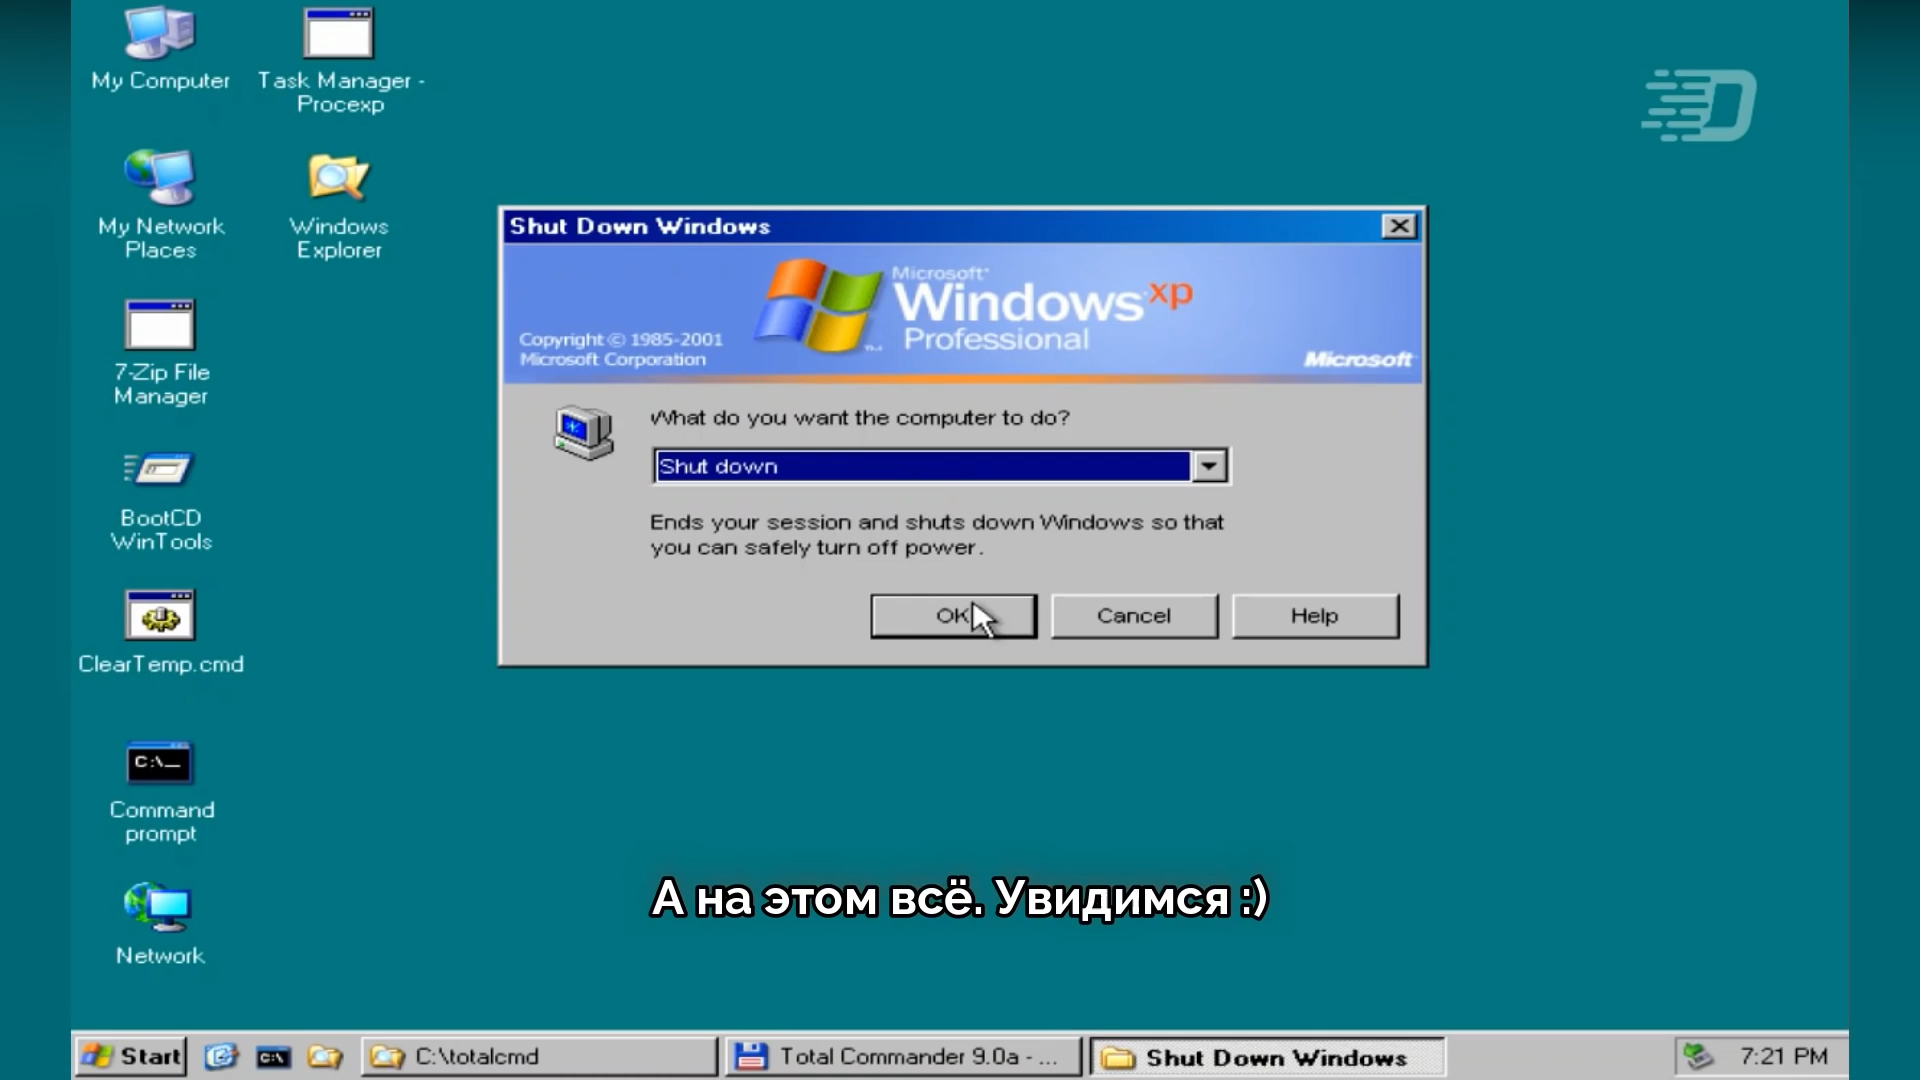 My Computer
Task Manager -
Procexp
My Network
Places
Windows
Explorer
7-Zip File
Manager
BootCD
WinTools
ClearTemp.cmd
C:\_
Command
prompt
Network
D
Shut Down Windows
Microsoft
Windows xp
Professional
Copyright © 1985-2001
Microsoft Corporation
Microsoft
What do you want the computer to do?
Shut down
Ends your session and shuts down Windows so that
you can safely turn off power.
OK
Cancel
Help
А на этом всё. Увидимся :)
Start
C:\
C:\totalcmd
Total Commander 9.0a - ...
Shut Down Windows
7:21 PM